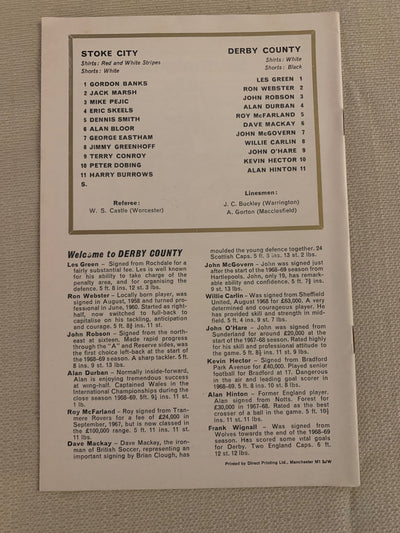 STOKE CITY
Shirts: Red and White Stripes
Shorts: White
1 GORDON BANKS
2 JACK MARSH
3 MIKE PEJIC
4 ERIC SKEELS
5 DENNIS SMITH
6 ALAN BLOOR
7 GEORGE EASTHAM
8 JIMMY GREENHOFF
9 TERRY CONROY
10 PETER DOBING
11 HARRY BURROWS
S.
DERBY COUNTY
Shirts: White
Shorts: Black
LES GREEN 1
RON WEBSTER 2
JOHN ROBSON 3
ALAN DURBAN 4
ROY McFARLAND 5
DAVE MACKAY 6
JOHN McGOVERN 7
WILLIE CARLIN 8
JOHN O'HARE 9
KEVIN HECTOR 10
ALAN HINTON 11
Referee:
W. S. Castle (Worcester)
Linesmen:
J. C. Buckley (Warrington)
A. Gorton (Macclesfield)
Welcome to DERBY COUNTY
Les Green - Signed from Rochdale for a
fairly substantial fee. Les is well known
for his ability to take charge of the
penalty area, and for organising the
defence. 5 ft. 8 ins. 12 st. 3 lb.
Ron Webster - Locally born player, was
signed in August, 1958 and turned pro-
fessional in June, 1960. Started as right-
half, now switched to full-back to
capitalise on his tackling, anticipation
and courage. 5 ft. 8½ ins. 11 st.
John Robson - Signed from the north-
east at sixteen. Made rapid progress
through the "A" and Reserve sides, was
the first choice left-back at the start of
the 1968-69 season. A sharp tackler. 5 ft.
8 ins. 9 st. 13 lbs.
Alan Durban - Normally inside-forward,
Alan is enjoying tremendous success
at wing-half. Captained Wales in the
International Championships during the
close season 1968-69. 5ft. 9½ ins. 11 st.
1 lb.
Roy McFarland - Roy signed from Tran-
mere Rovers for a fee of £24,000 in
September, 1967, but is now classed in
the £100,000 range. 5 ft. 11 ins. 11 st.
11 lbs.
Dave Mackay - Dave Mackay, the iron-
man of British Soccer, representing an
important signing by Brian Clough, has
moulded the young defence together. 24
Scottish Caps. 5 ft. 8 ins. 13 st. 2 lbs.
John McGovern - John was signed just
after the start of the 1968-69 season from
Hartlepools. John, only 19, has remark-
able ability and confidence. 5 ft. 7½ ins.
9 st. 13 lbs.
Willie Carlin - Was signed from Sheffield
United, August 1968 for £63,000. A very
determined and courageous player. He
has provided skill and strength in mid-
field. 5 ft. 4 ins. 9 st. 7 lbs.
John O'Hare - John was signed from
Sunderland for around £20,000 at the
start of the 1967-68 season. Rated highly
for his skill and professional attitude to
the game. 5 ft. 8½ ins. 11 st. 7 lbs.
Kevin Hector - Signed from Bradford
Park Avenue for £40,000. Played senior
football for Bradford at 17. Dangerous
in the air and leading goal scorer in
1968-69. 5 ft. 8 ins. 10 st. 8 lbs.
Alan Hinton - Former England player,
Alan signed from Notts. Forest for
£30,000 in 1967-68. Rated as the best
crosser of a ball in the game. 5 ft. 10½
ins. 11 st. 11 lbs.
Frank Wignall - Was signed from
Wolves towards the end of the 1968-69
season. Has scored some vital goals
for Derby. Two England Caps. 6 ft.
12 st. 12 lbs.
Printed by Direct Printing Ltd., Manchester M1 5JW